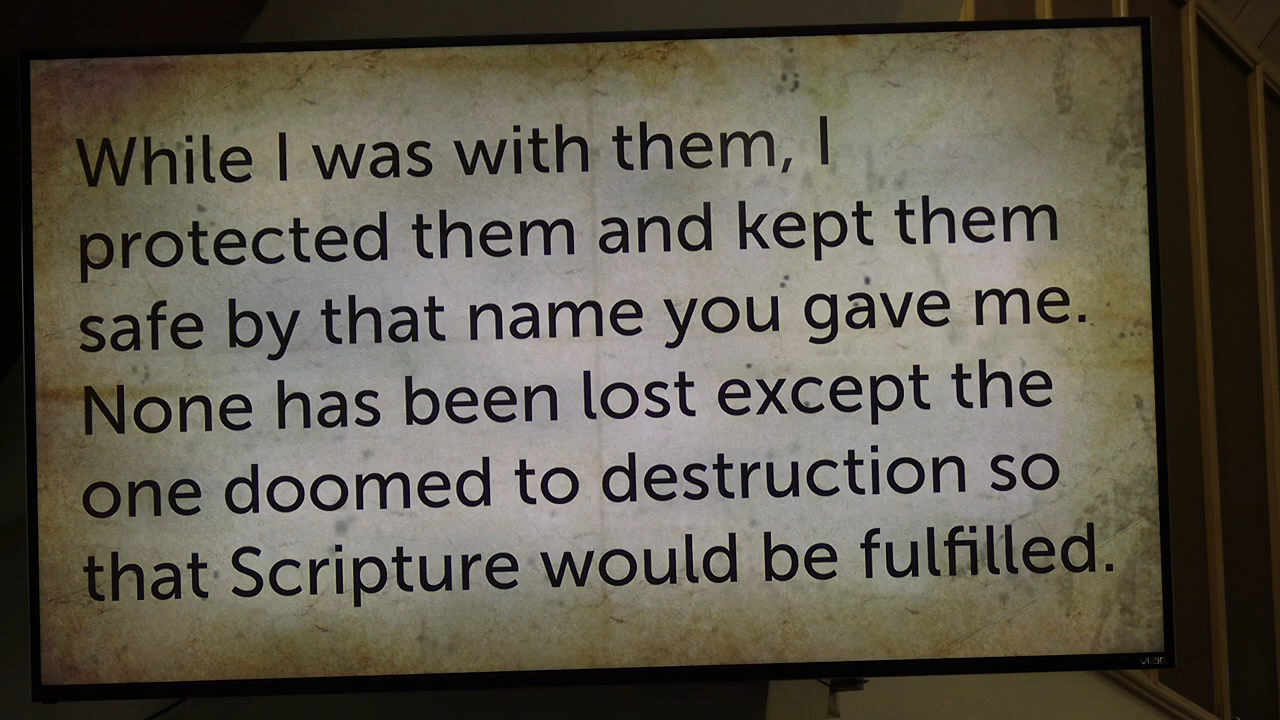 While I was with them, I
protected them and kept them
safe by that name you gave me.
None has been lost except the
one doomed to destruction so
that Scripture would be fulfilled.
VIZIO